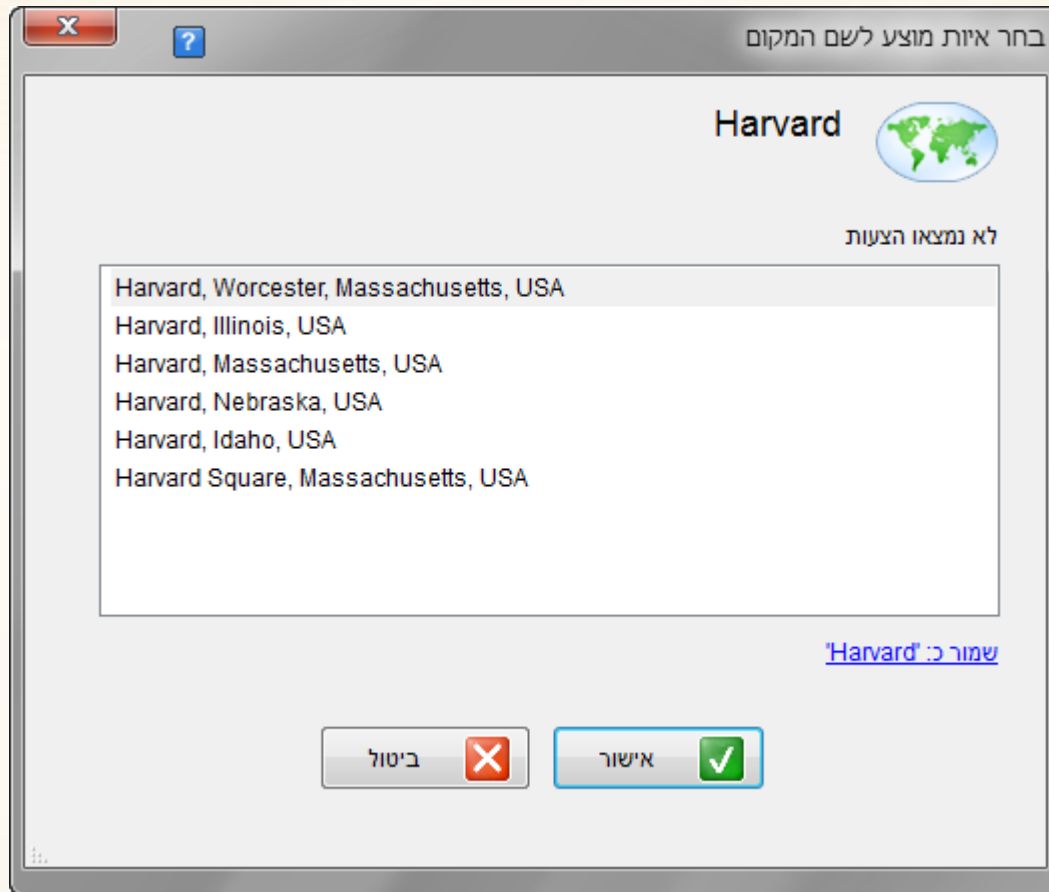 בחר איות מוצע לשם המקום
Harvard
לא נמצאו הצעות
Harvard, Worcester, Massachusetts, USA
Harvard, Illinois, USA
Harvard, Massachusetts, USA
Harvard, Nebraska, USA
Harvard, Idaho, USA
Harvard Square, Massachusetts, USA
שמור כ: 'Harvard'
אישור
ביטול